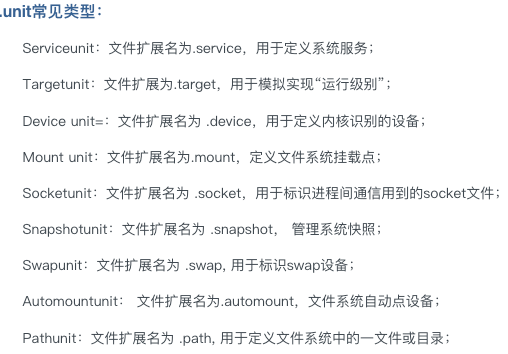 .unit常见类型：
Serviceunit：文件扩展名为.service，用于定义系统服务；
Targetunit：文件扩展为.target，用于模拟实现“运行级别”；
Device unit=：文件扩展名为 .device，用于定义内核识别的设备；
Mount unit：文件扩展名为.mount，定义文件系统挂载点；
Socketunit：文件扩展名为 .socket，用于标识进程间通信用到的socket文件；
Snapshotunit：文件扩展名为 .snapshot， 管理系统快照；
Swapunit：文件扩展名为 .swap, 用于标识swap设备；
Automountunit： 文件扩展名为.automount，文件系统自动点设备；
Pathunit：文件扩展名为 .path, 用于定义文件系统中的一文件或目录；